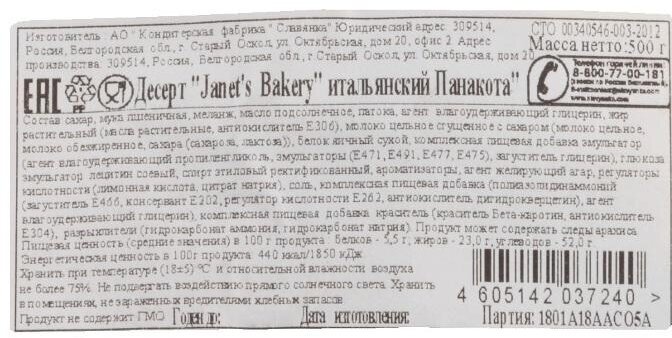 Изготовитель: АО "Кондитерская фабрика "Славянка" Юридический адрес: 309514,
Россия, Белгородская обл., г. Старый Оскол, ул. Октябрьская, дом 20, офис 2 Адрес
производства: 309514, Россия, Белгородская обл., г. Старый Оскол, ул. Октябрьская, дом 20
СТО 00340546-003-2012
Масса нетто: 500 г
Телефон горячей линии
8-800-77-00-181
EAC
PP
Десерт "Janet's Bakery" итальянский Панакота"
Состав: сахар, мука пшеничная, меланж, масло подсолнечное, патока, агент влагоудерживающий глицерин, жир
растительный (масла растительные, антиокислитель Е306), молоко цельное сгущенное с сахаром (молоко цельное,
молоко обезжиренное, сахара (сахароза, лактоза)), белок яичный сухой, комплексная пищевая добавка эмульгатор
(агент влагоудерживающий пропиленгликоль, эмульгаторы (Е471, Е491, Е477, Е475), загуститель глицерин), глюкоза
эмульгатор лецитин соевый, спирт этиловый ректификованный, ароматизаторы, агент желирующий агар, регуляторы
кислотности (лимонная кислота, цитрат натрия), соль, комплексная пищевая добавка (полиазолидинаммоний
(загуститель Е466, консервант Е202, регулятор кислотности Е262, антиокислитель дигидрокверцетин), агент
влагоудерживающий глицерин), комплексная пищевая добавка краситель (краситель Бета-каротин, антиокислитель
Е304), разрыхлители (гидрокарбонат аммония, гидрокарбонат натрия). Продукт может содержать следы арахиса
Пищевая ценность (средние значения) в 100 г продукта: белков - 5,5 г; жиров - 23,0 г, углеводов - 52,0 г.
Энергетическая ценность в 100г продукта 440 ккал/1850 кДж.
Хранить при температуре (18±5) °С и относительной влажности воздуха
не более 75%. Не подвергать воздействию прямого солнечного света. Хранить
в помещениях, не зараженных вредителями хлебных запасов
Продукт не содержит ГМО
Годен до:
Дата изготовления:
4 605142 037240 >
Партия: 1801A18AACO5A